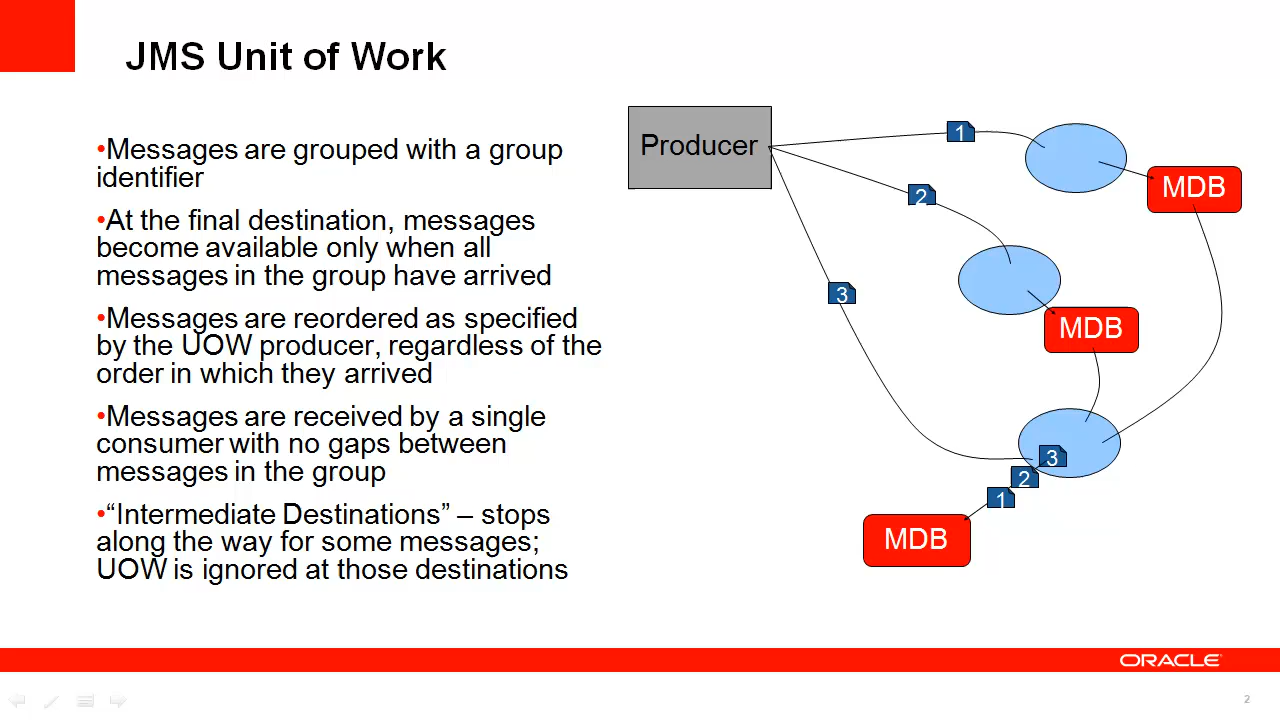 JMS Unit of Work
•Messages are grouped with a group
identifier
•At the final destination, messages
become available only when all
messages in the group have arrived
•Messages are reordered as specified
by the UOW producer, regardless of the
order in which they arrived
•Messages are received by a single
consumer with no gaps between
messages in the group
•“Intermediate Destinations” – stops
along the way for some messages;
UOW is ignored at those destinations
Producer
1
MDB
2
3
MDB
3
2
1
MDB
ORACLE
2